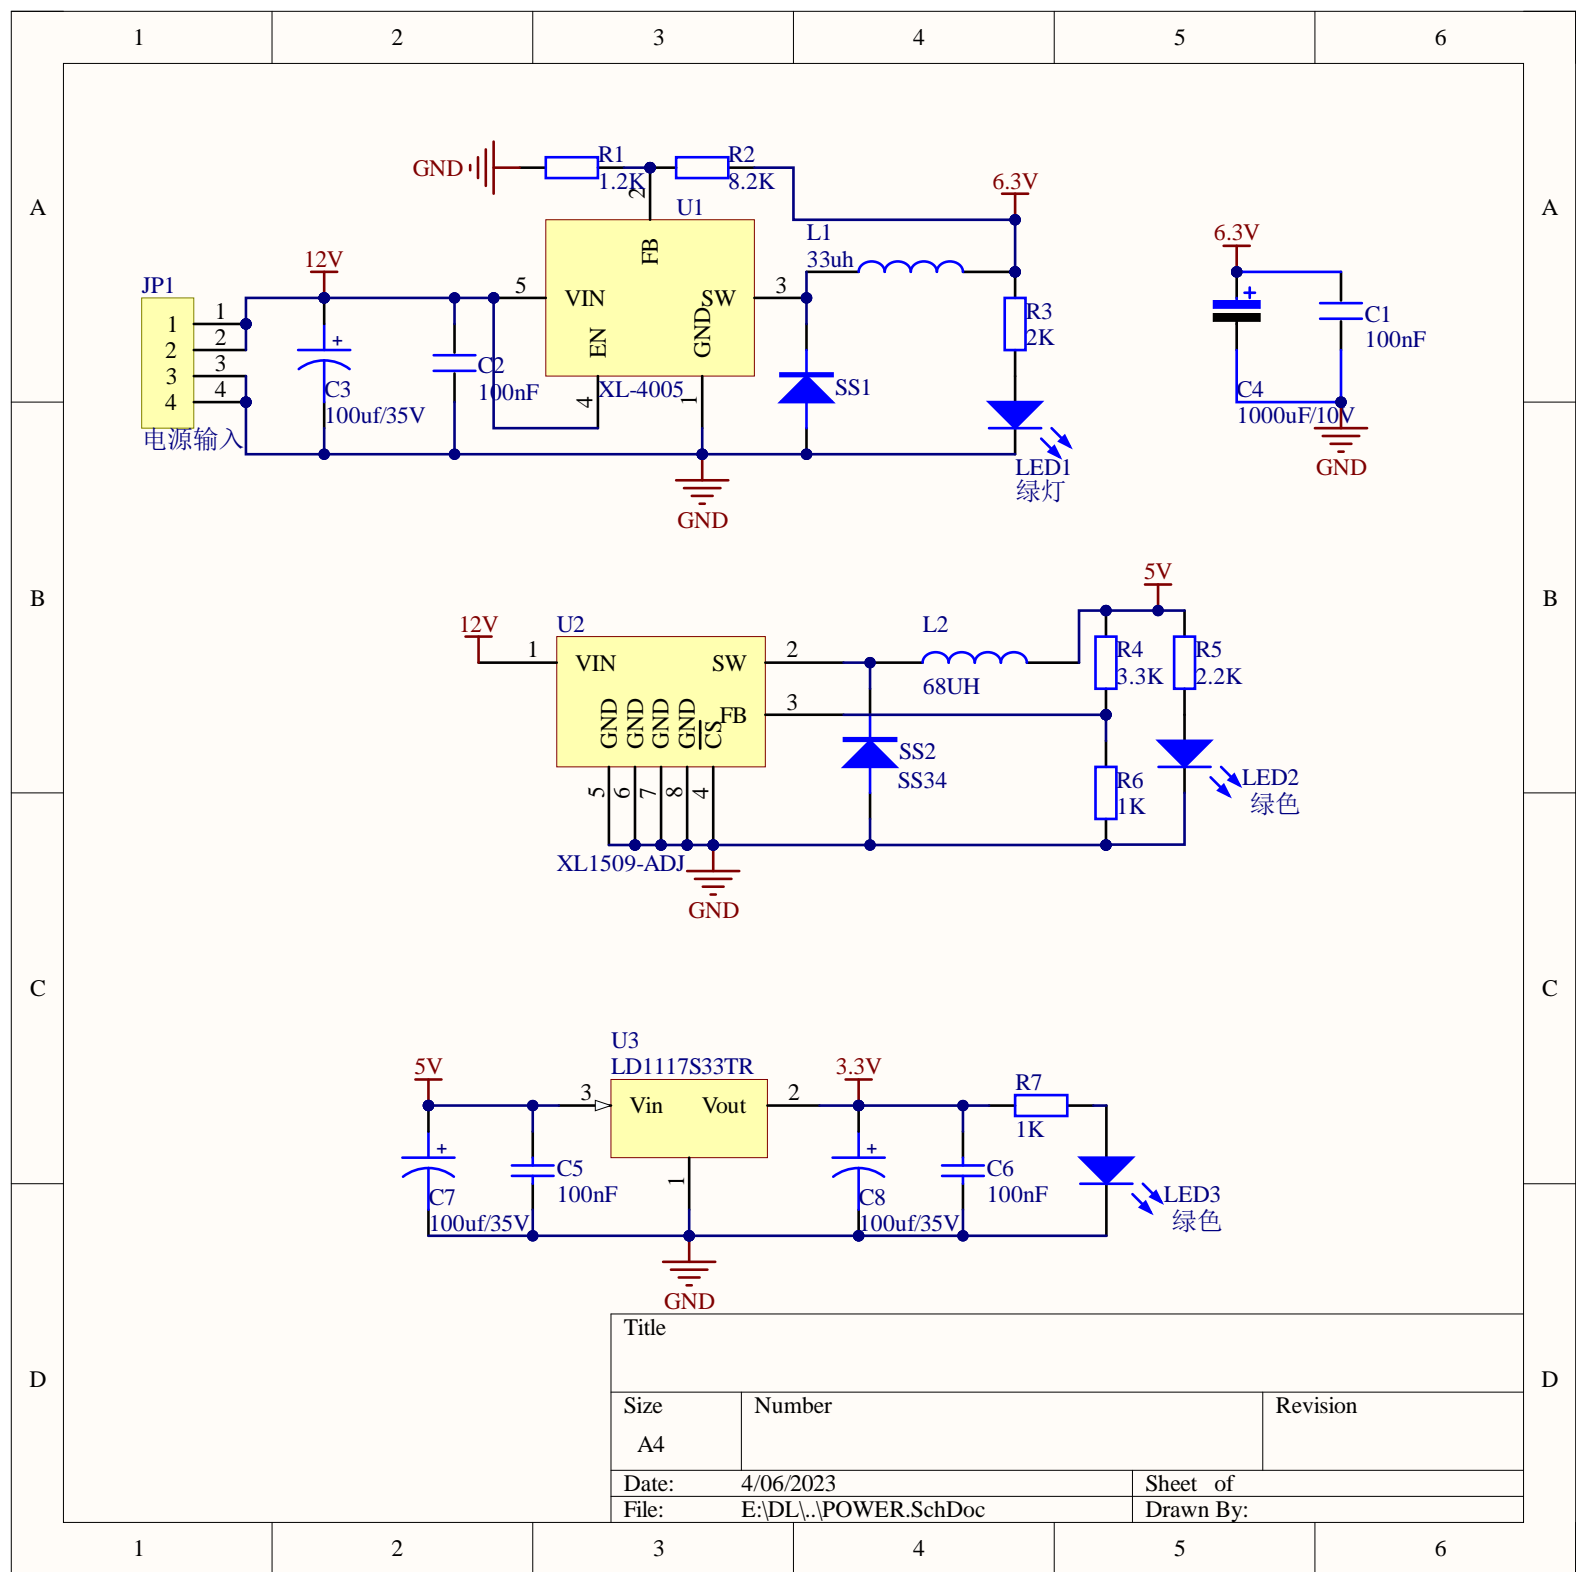 1 2 3 4 5 6
A A
GND
R1
1.2K
R2
8.2K
2
U1
FB
VIN
SW
EN
GND
5
3
4
1
XL-4005
6.3V
L1
33uh
12V
JP1
1 1
2 2
3 3
4 4
电源输入
+
C3
100uf/35V
C2
100nF
SS1
R3
2K
LED1
绿灯
GND
6.3V
+
C1
100nF
C4
1000uF/10V
GND
B B
12V
U2
1
VIN
SW
2
FB
3
GND
GND
GND
GND
CS
5
6
7
8
4
XL1509-ADJ
GND
L2
68UH
5V
R4
3.3K
R5
2.2K
SS2
SS34
R6
1K
LED2
绿色
C C
U3
LD1117S33TR
5V
3
Vin
Vout
2
1
3.3V
R7
1K
+
C7
100uf/35V
C5
100nF
+
C8
100uf/35V
C6
100nF
LED3
绿色
GND
D D
Title
Size
A4
Number
Revision
Date: 4/06/2023
Sheet of
File: E:\DL\..\POWER.SchDoc
Drawn By:
1 2 3 4 5 6